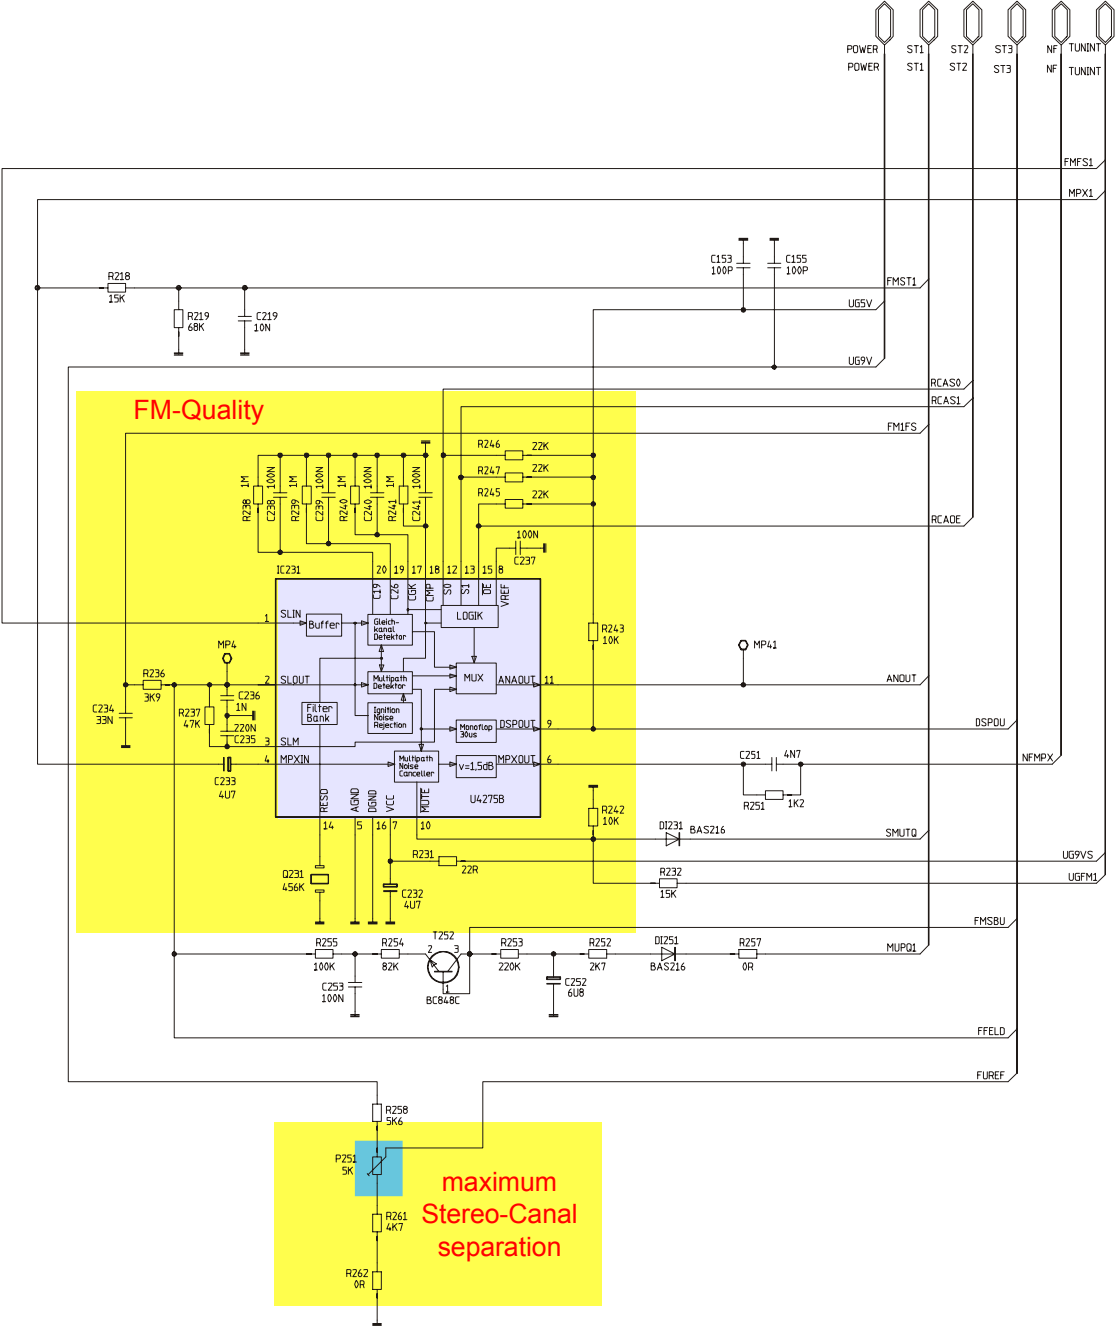 POWER ST1 ST2 ST3 NF TUNINT
POWER ST1 ST2 ST3 NF TUNINT
FMFS1
MPX1
C153 100P
C155 100P
R218 15K
FMST1
R219 68K
C219 10N
UG5V
UG9V
RCAS0
RCAS1
FM-Quality
FM1FS
R246 22K
R247 22K
R245 22K
R238 1M
C238 100N
R239 1M
C239 100N
R240 1M
C240 100N
R241 1M
C241 100N
RCAOE
100N C237
IC231
20 19 17 18 12 13 15 8
C19 C26 CGK CMP S0 S1 OE VREF
1 SLIN
Buffer
Gleich-
kanal
Detektor
LOGIK
R243 10K
MP4
MP41
R236 3K9
2 SLOUT
Multipath
Detektor
MUX
ANAOUT 11
ANOUT
C236 1N
C234 33N
R237 47K
220N C235
Filter
Bank
Ignition
Noise
Rejection
Monoflop
30us
DSPOUT 9
DSPOU
3 SLM
4 MPXIN
Multipath
Noise
Canceller
v=1,5dB
MPXOUT 6
C251 4N7
NFMPX
C233 4U7
R251 1K2
U4275B
RESO AGND DGND VCC MUTE
14 5 16 7 10
R242 10K
DI231 BAS216
SMUTQ
R231 22R
UG9VS
Q231 456K
C232 4U7
R232 15K
UGFM1
FMSBU
T252
R255 100K
R254 82K
2 3
R253 220K
R252 2K7
DI251 BAS216
R257 0R
MUPQ1
C253 100N
1
BC848C
C252 6U8
FFELD
FUREF
R258 5K6
P251 5K
maximum
Stereo-Canal
separation
R261 4K7
R262 0R